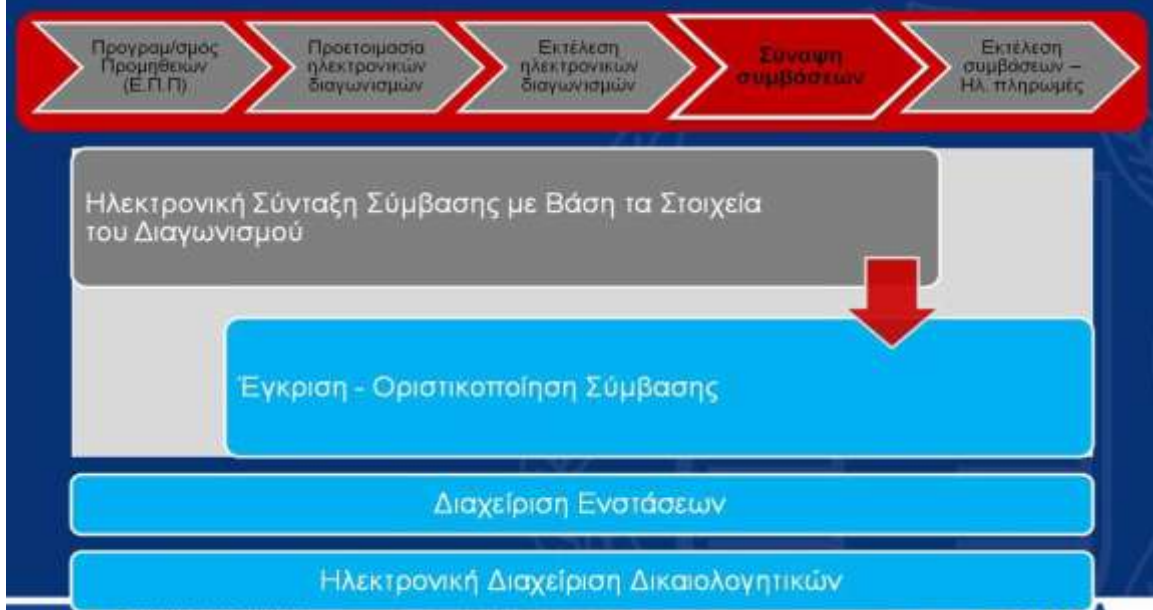 Προγραμ/σμος
Προμηθειών
(Ε.Π.Π)
Προετοιμασία
ηλεκτρονικών
διαγωνισμών
Εκτέλεση
ηλεκτρονικών
διαγωνισμών
Σύναψη
συμβάσεων
Εκτέλεση
συμβάσεων –
Ηλ. πληρωμές
Ηλεκτρονική Σύνταξη Σύμβασης με Βάση τα Στοιχεία
του Διαγωνισμού
Έγκριση - Οριστικοποίηση Σύμβασης
Διαχείριση Ενστάσεων
Ηλεκτρονική Διαχείριση Δικαιολογητικών